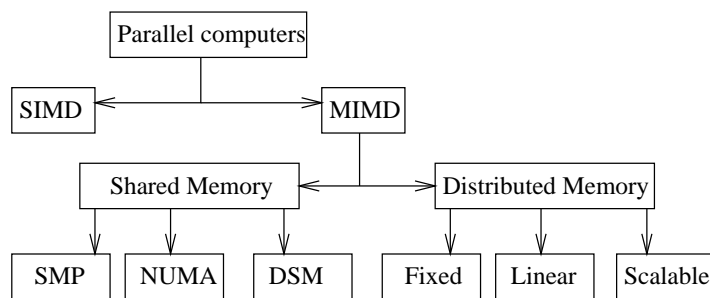 Parallel computers
SIMD
MIMD
Shared Memory
Distributed Memory
SMP
NUMA
DSM
Fixed
Linear
Scalable